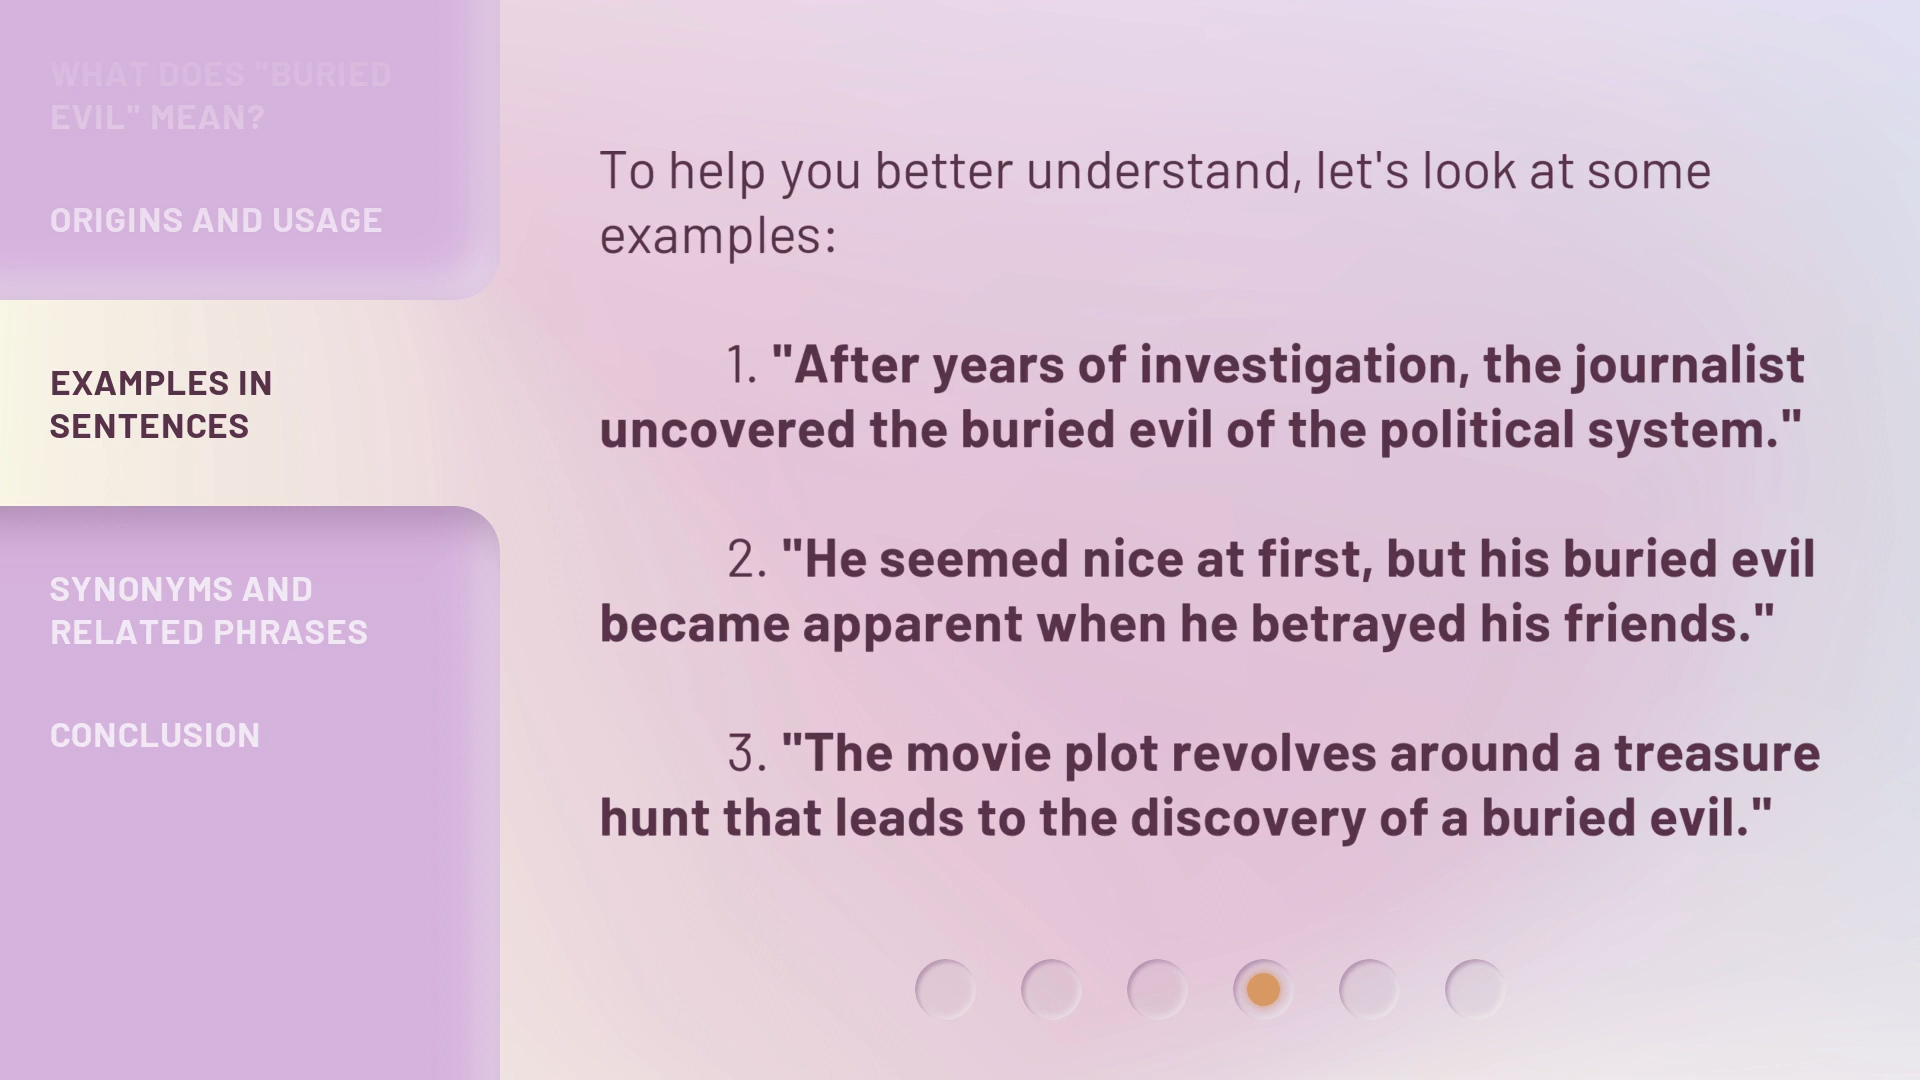 WHAT DOES "BURIED
EVIL" MEAN?
ORIGINS AND USAGE
EXAMPLES IN
SENTENCES
SYNONYMS AND
RELATED PHRASES
CONCLUSION
To help you better understand, let's look at some
examples:
1. "After years of investigation, the journalist
uncovered the buried evil of the political system."
2. "He seemed nice at first, but his buried evil
became apparent when he betrayed his friends."
3. "The movie plot revolves around a treasure
hunt that leads to the discovery of a buried evil."